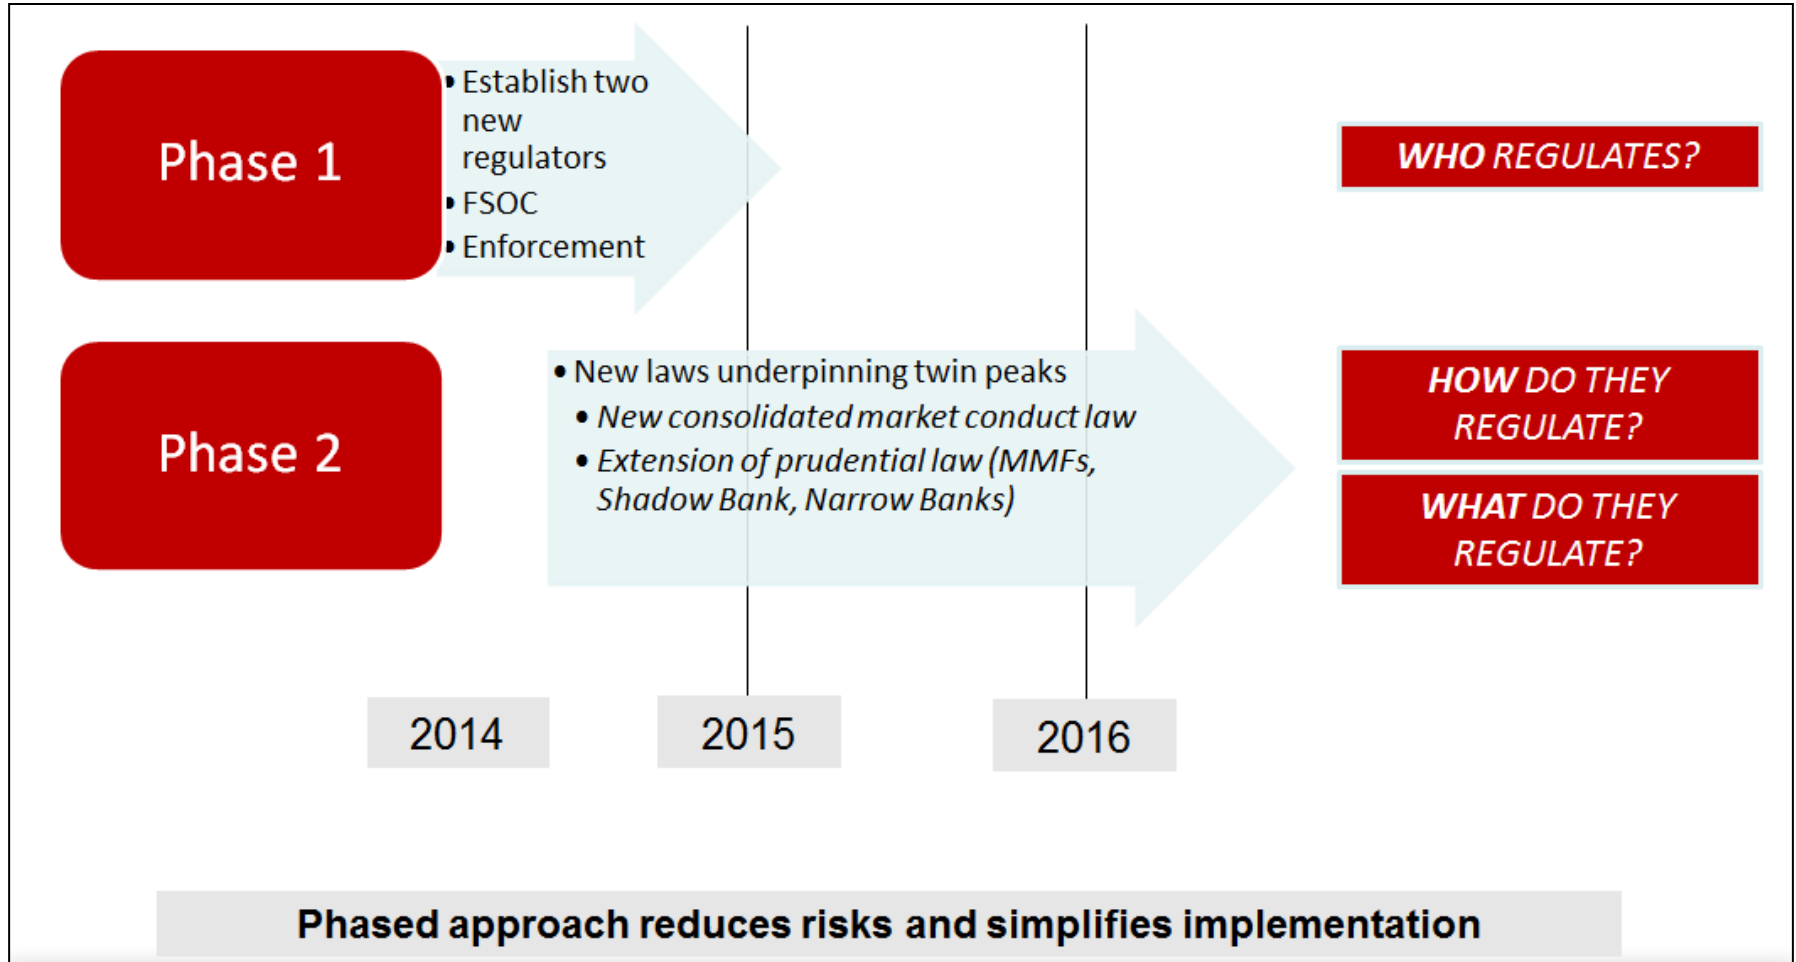 Phase 1
• Establish two
new
regulators
• FSOC
• Enforcement
WHO REGULATES?
Phase 2
• New laws underpinning twin peaks
• New consolidated market conduct law
• Extension of prudential law (MMFs,
Shadow Bank, Narrow Banks)
HOW DO THEY
REGULATE?
WHAT DO THEY
REGULATE?
2014
2015
2016
Phased approach reduces risks and simplifies implementation